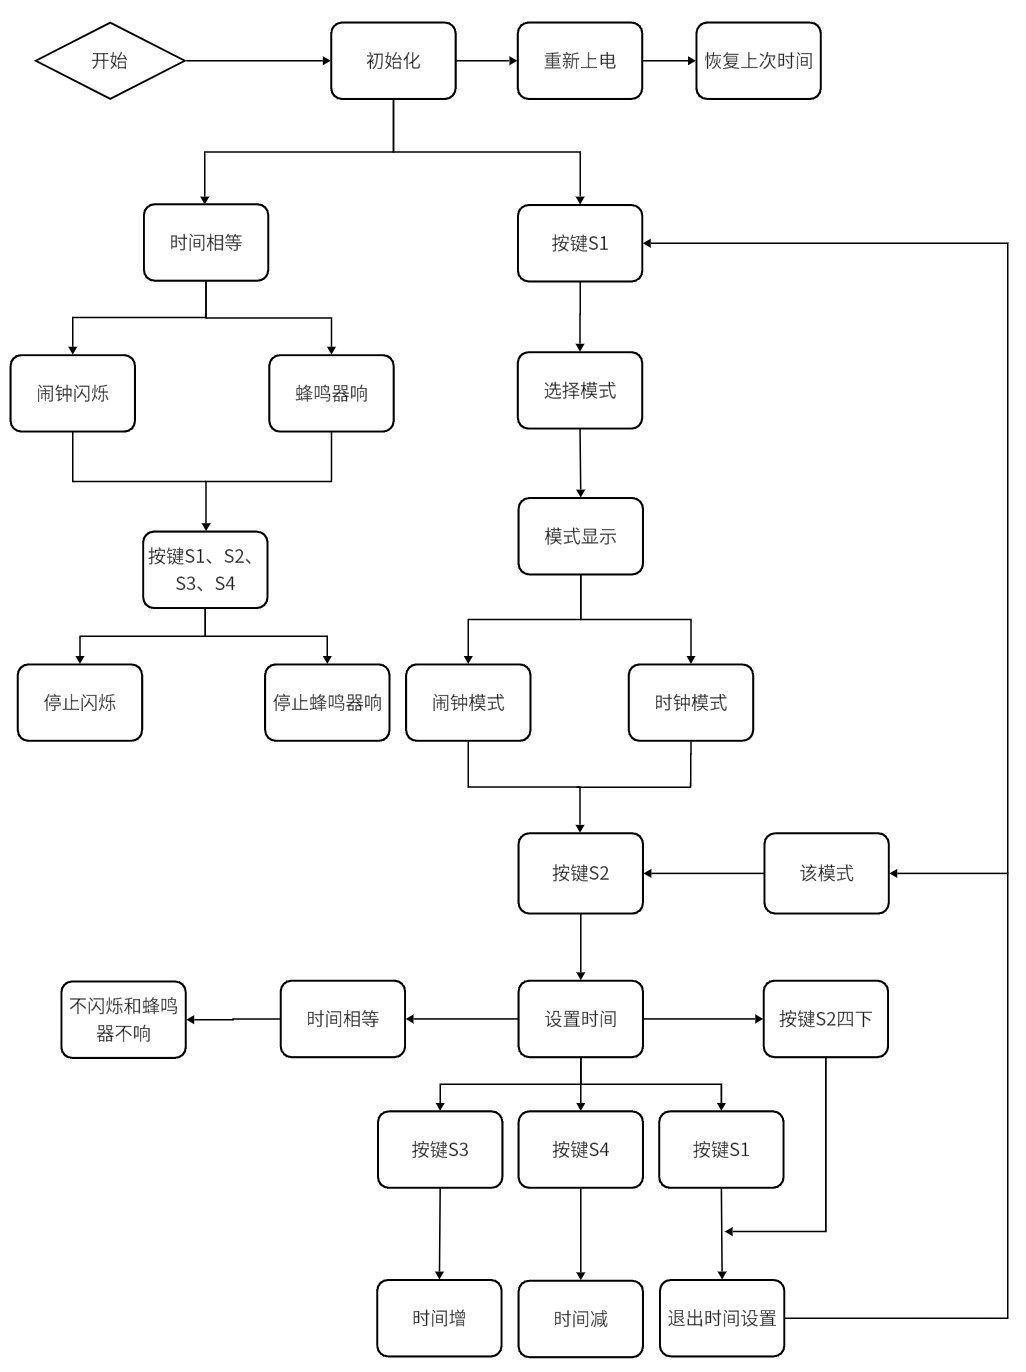 开始
初始化
重新上电
恢复上次时间
时间相等
按键S1
闹钟闪烁
蜂鸣器响
选择模式
模式显示
按键S1、S2、
S3、S4
停止闪烁
停止蜂鸣器响
闹钟模式
时钟模式
按键S2
该模式
不闪烁和蜂鸣
器不响
时间相等
设置时间
按键S2四下
按键S3
按键S4
按键S1
时间增
时间减
退出时间设置